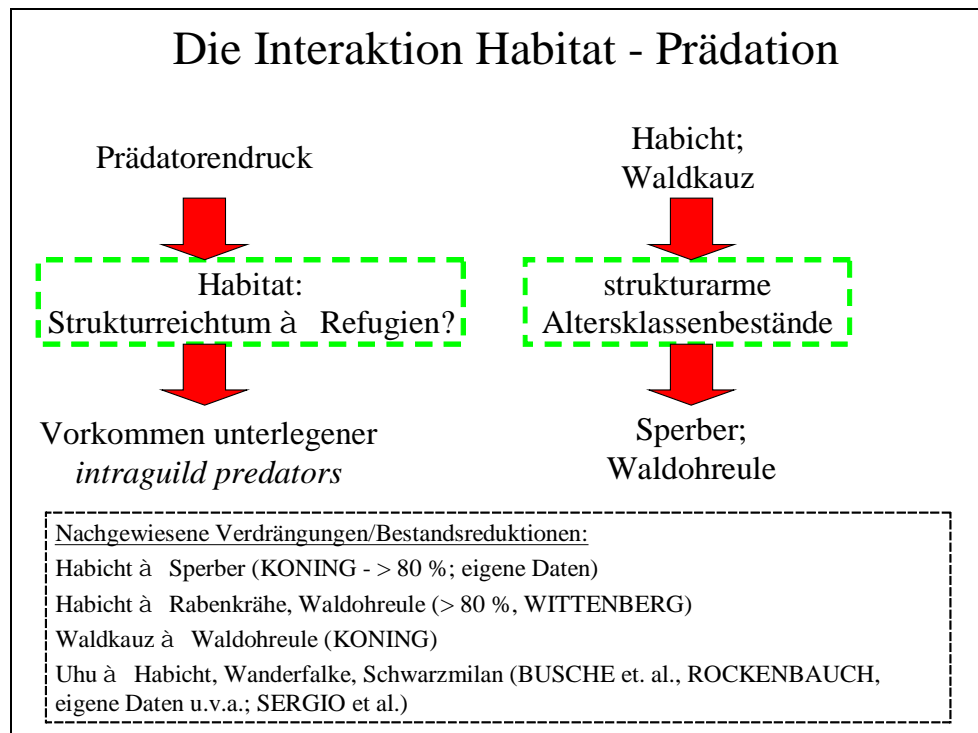 Die Interaktion Habitat - Prädation
Prädatorendruck
Habitat:
Strukturreichtum à Refugien?
Vorkommen unterlegener
intraguild predators
Habicht;
Waldkauz
strukturarme
Altersklassenbestände
Sperber;
Waldohreule
Nachgewiesene Verdrängungen/Bestandsreduktionen:
Habicht à Sperber (KONING - > 80 %; eigene Daten)
Habicht à Rabenkrähe, Waldohreule (> 80 %, WITTENBERG)
Waldkauz à Waldohreule (KONING)
Uhu à Habicht, Wanderfalke, Schwarzmilan (BUSCHE et. al., ROCKENBAUCH,
eigene Daten u.v.a.; SERGIO et al.)